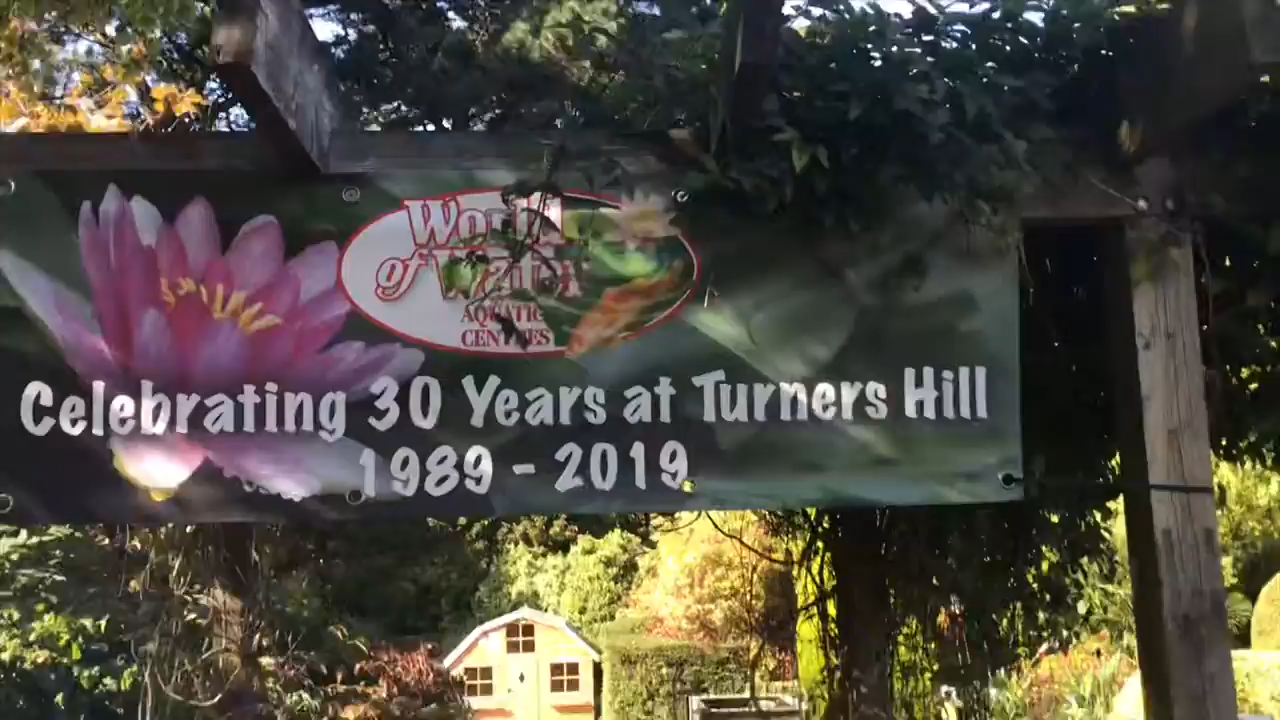 World
of Water
AQUATIC
CENTRES
Celebrating 30 Years at Turners Hill
1989 - 2019